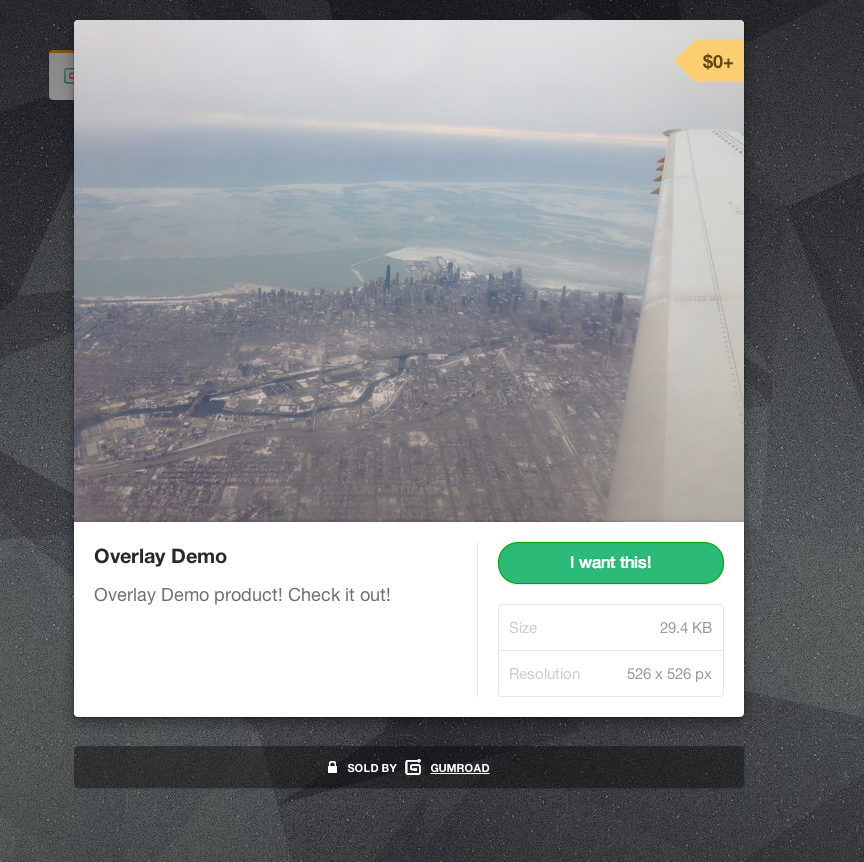 $0+
Overlay Demo
Overlay Demo product! Check it out!
I want this!
Size 29.4 KB
Resolution 526 x 526 px
SOLD BY GUMROAD